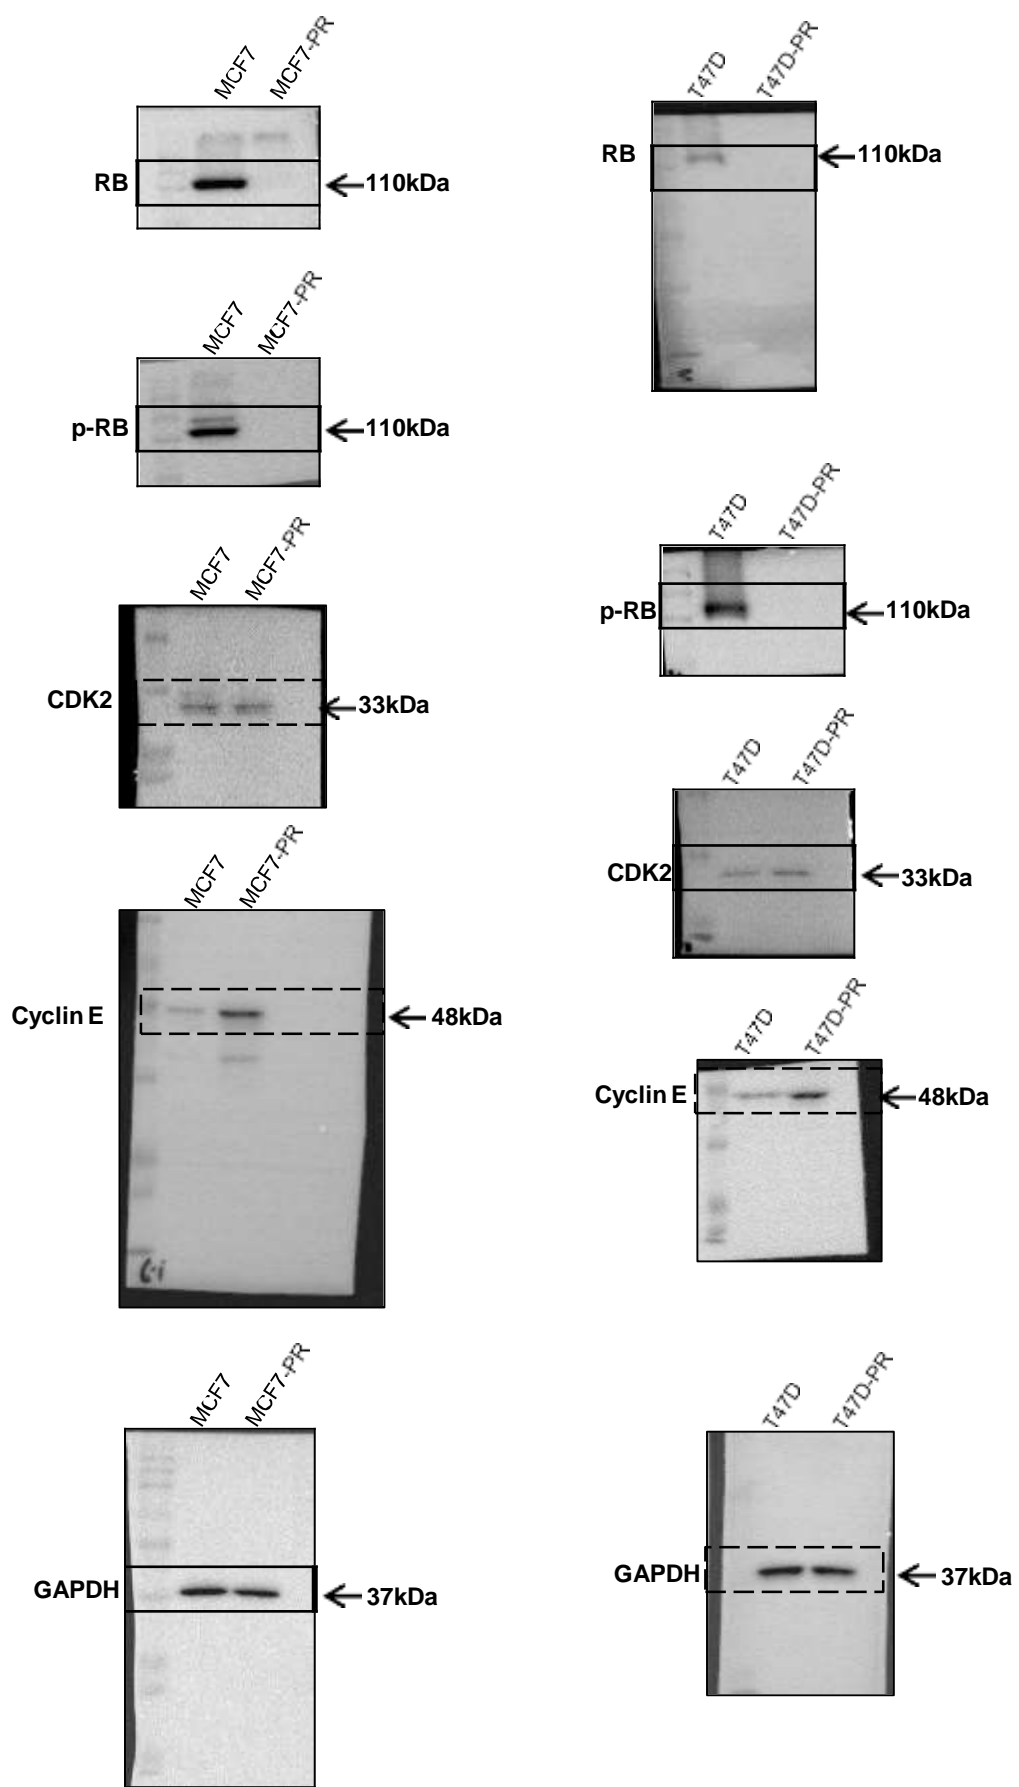 MCF7 MCF7-PR
RB 110kDa
MCF7 MCF7-PR
p-RB 110kDa
MCF7 MCF7-PR
CDK2 33kDa
MCF7 MCF7-PR
Cyclin E 48kDa
MCF7 MCF7-PR
GAPDH 37kDa
T47D T47D-PR
RB 110kDa
T47D T47D-PR
p-RB 110kDa
T47D T47D-PR
CDK2 33kDa
T47D T47D-PR
Cyclin E 48kDa
T47D T47D-PR
GAPDH 37kDa